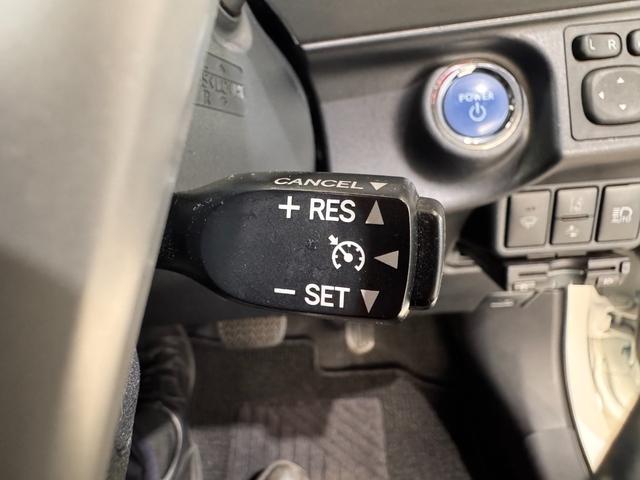 POWER
L R
CANCEL
+ RES
- SET